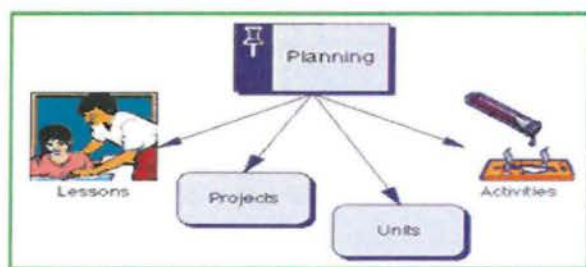 Planning
Lessons
Projects
Units
Activities